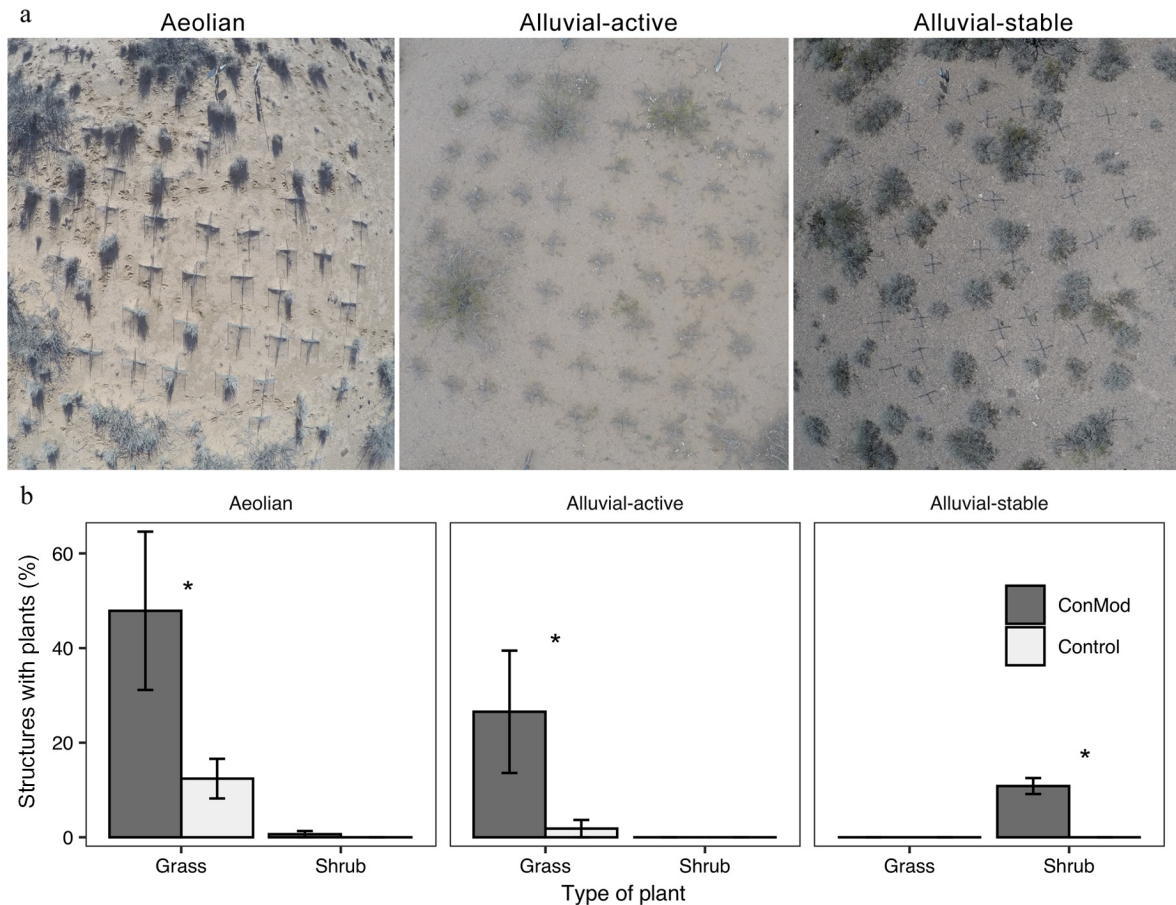 a
Aeolian Alluvial-active Alluvial-stable
b
Aeolian Alluvial-active Alluvial-stable
Structures with plants (%)
60
40
20
0
* * *
ConMod
Control
Grass Shrub Grass Shrub Grass Shrub
Type of plant